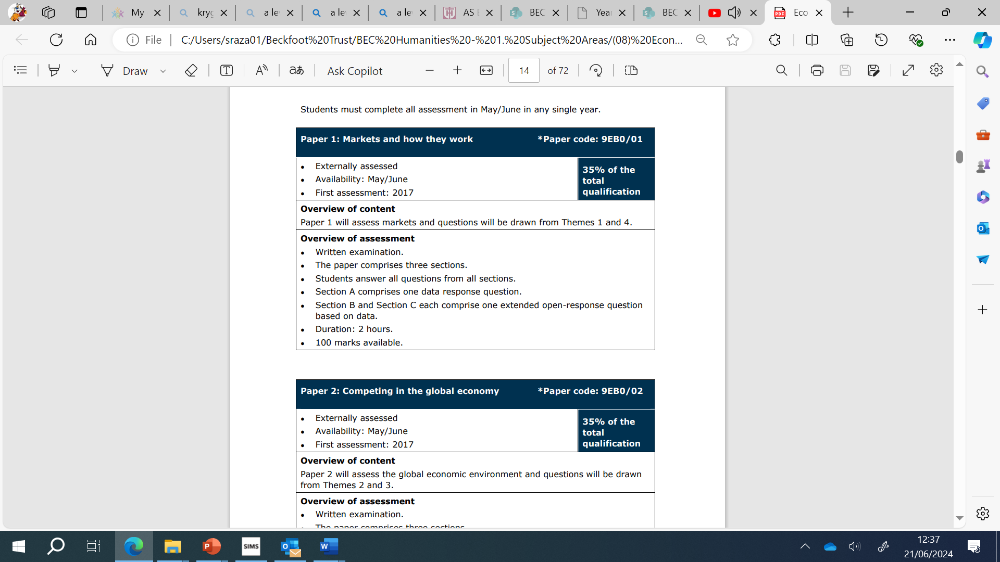 My
kryg
a lev
a lev
a lev
AS E
BEC
Year
BEC
Eco
File
C:/Users/sraza01/Beckfoot%20Trust/BEC%20Humanities%20-%201.%20Subject%20Areas/(08)%20Econ...
Draw
Ask Copilot
14
of 72
Students must complete all assessment in May/June in any single year.
Paper 1: Markets and how they work *Paper code: 9EB0/01
• Externally assessed
• Availability: May/June
• First assessment: 2017
35% of the
total
qualification
Overview of content
Paper 1 will assess markets and questions will be drawn from Themes 1 and 4.
Overview of assessment
• Written examination.
• The paper comprises three sections.
• Students answer all questions from all sections.
• Section A comprises one data response question.
• Section B and Section C each comprise one extended open-response question
based on data.
• Duration: 2 hours.
• 100 marks available.
Paper 2: Competing in the global economy *Paper code: 9EB0/02
• Externally assessed
• Availability: May/June
• First assessment: 2017
35% of the
total
qualification
Overview of content
Paper 2 will assess the global economic environment and questions will be drawn
from Themes 2 and 3.
Overview of assessment
• Written examination.
• The paper comprises three sections
SIMS
12:37
21/06/2024